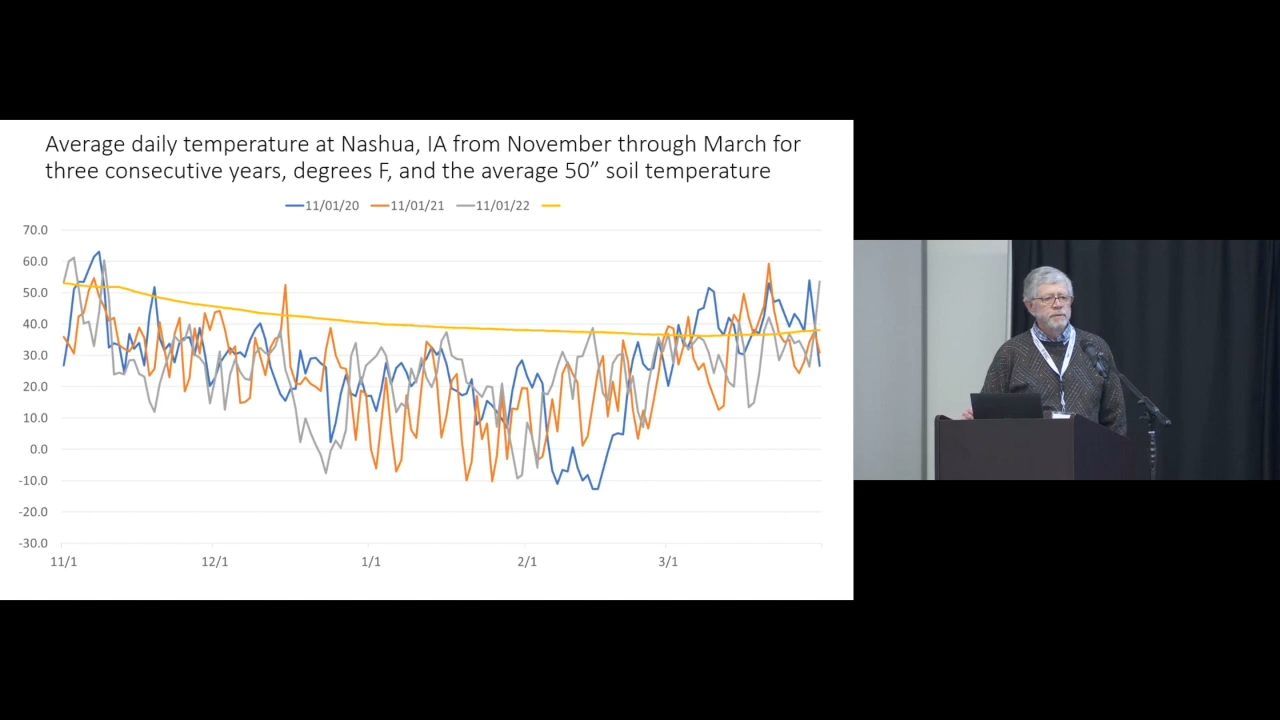 Average daily temperature at Nashua, IA from November through March for
three consecutive years, degrees F, and the average 50” soil temperature
11/01/20 11/01/21 11/01/22
70.0
60.0
50.0
40.0
30.0
20.0
10.0
0.0
-10.0
-20.0
-30.0
11/1 12/1 1/1 2/1 3/1